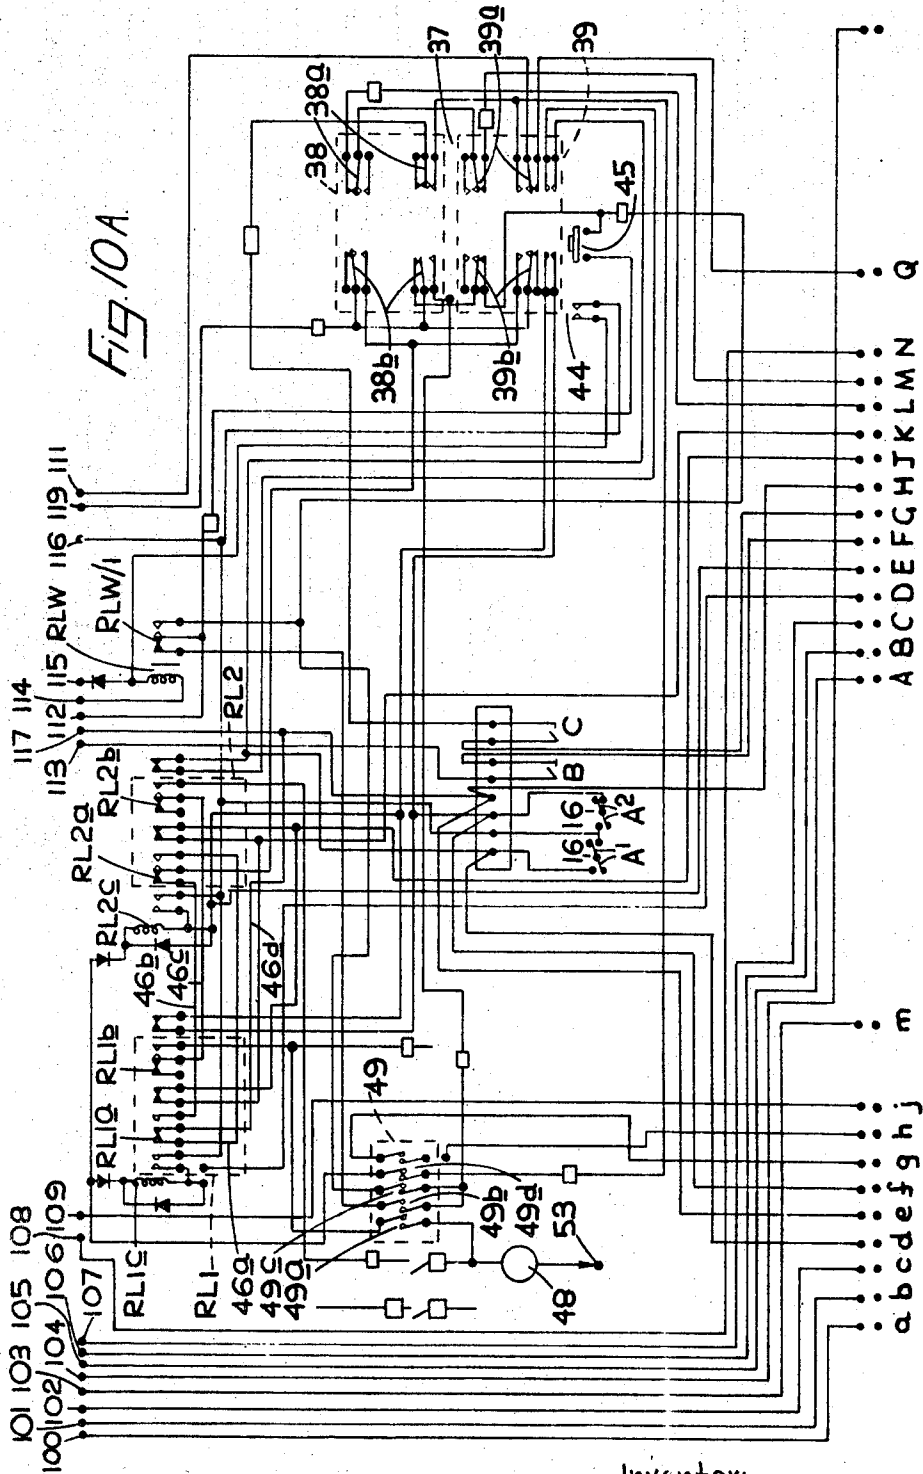 Fig. 10A.
100 101 102 103 104 105 106 107 108 109
113 117 112 114 115 RLW 116 119 111
RLW/1
RL1C RL1a RL1b 46b 46c RL2C RL2a RL2b RL2
RL1 46a 46d
49c 49a 49 49b 49d
48 53
16 A1 16 A2 B C
38 38a 37 39a 39
38b 39b 44 45
a b c d e f g h j m A B C D E F G H J K L M N Q
Inventor